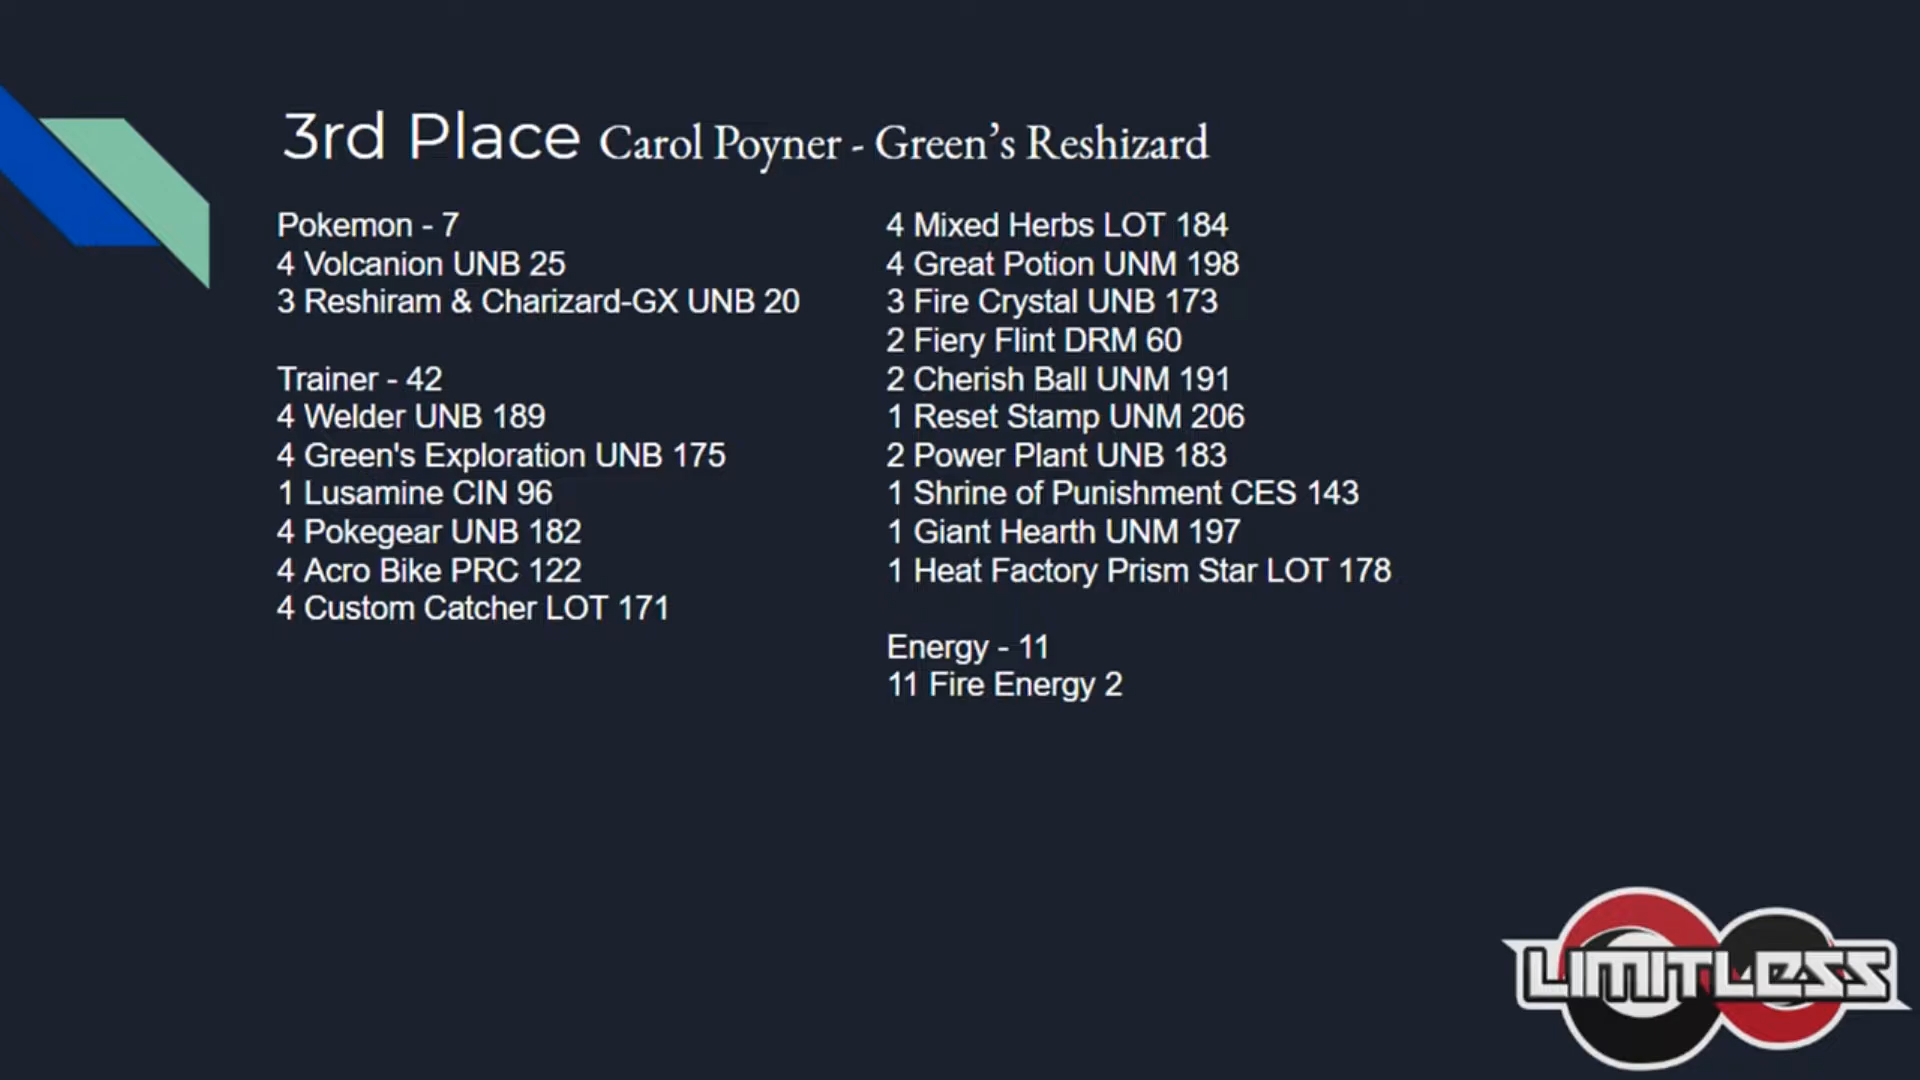 3rd Place Carol Poyner - Green’s Reshizard
Pokemon - 7
4 Volcanion UNB 25
3 Reshiram & Charizard-GX UNB 20
Trainer - 42
4 Welder UNB 189
4 Green's Exploration UNB 175
1 Lusamine CIN 96
4 Pokegear UNB 182
4 Acro Bike PRC 122
4 Custom Catcher LOT 171
4 Mixed Herbs LOT 184
4 Great Potion UNM 198
3 Fire Crystal UNB 173
2 Fiery Flint DRM 60
2 Cherish Ball UNM 191
1 Reset Stamp UNM 206
2 Power Plant UNB 183
1 Shrine of Punishment CES 143
1 Giant Hearth UNM 197
1 Heat Factory Prism Star LOT 178
Energy - 11
11 Fire Energy 2
LIMITLESS